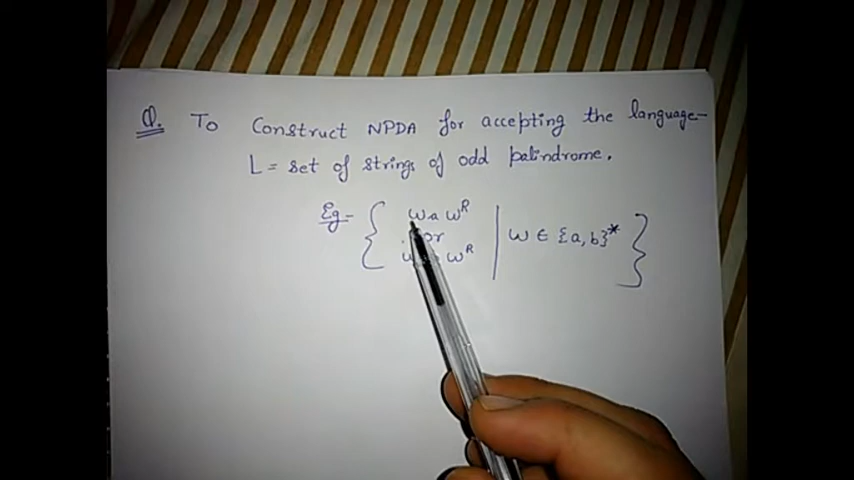 Q. To Construct NPDA for accepting the language-
L = set of strings of odd palindrome.
Eg- { w a w^R | w ∈ {a, b}* }
or
w^R